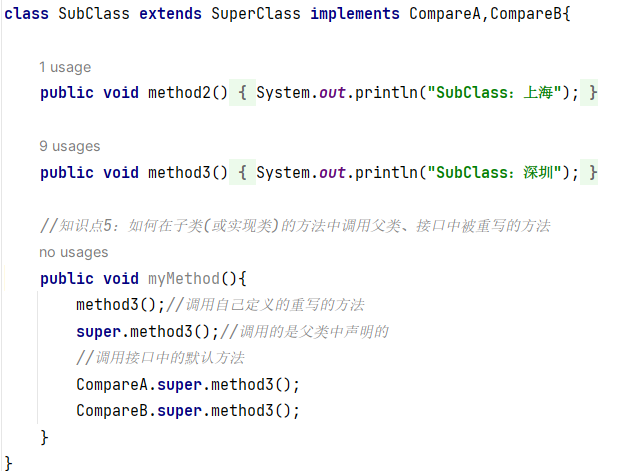 class SubClass extends SuperClass implements CompareA,CompareB{
1 usage
public void method2() { System.out.println("SubClass：上海"); }
9 usages
public void method3() { System.out.println("SubClass：深圳"); }
//知识点5：如何在子类(或实现类)的方法中调用父类、接口中被重写的方法
no usages
public void myMethod(){
method3();//调用自己定义的重写的方法
super.method3();//调用的是父类中声明的
//调用接口中的默认方法
CompareA.super.method3();
CompareB.super.method3();
}
}